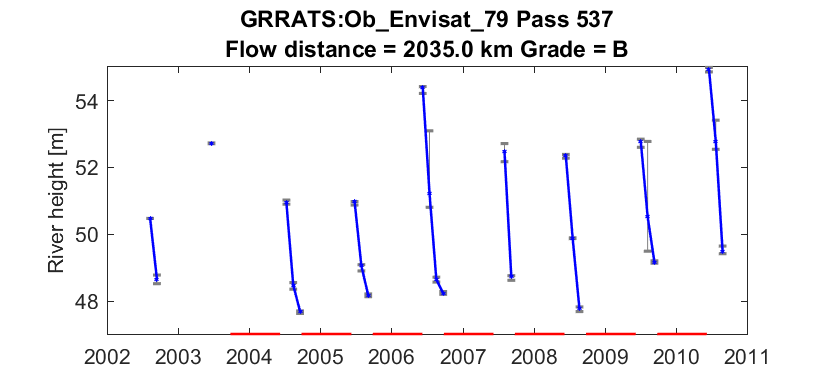 GRRATS:Ob_Envisat_79 Pass 537
Flow distance = 2035.0 km Grade = B
River height [m]
54
52
50
48
2002 2003 2004 2005 2006 2007 2008 2009 2010 2011